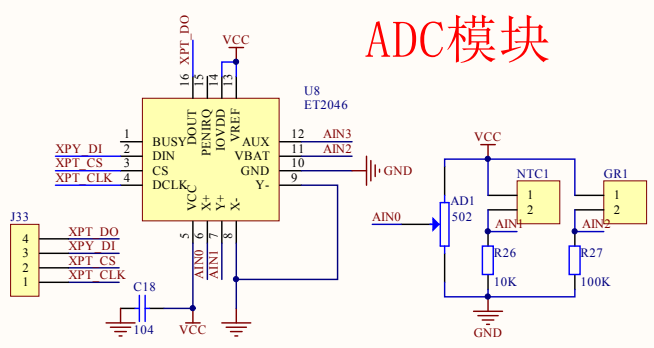 ADC模块
XPT_DO
VCC
16
15
14
13
U8
ET2046
DOUT
PENIRQ
IOVDD
VREF
1
BUSY
AUX
12
AIN3
XPY_DI
2
DIN
VBAT
11
AIN2
XPT_CS
3
CS
GND
10
GND
XPT_CLK
4
DCLK
Y-
9
VCC
X+
Y+
X-
5
6
7
8
AIN0
AIN1
J33
4
XPT_DO
3
XPY_DI
2
XPT_CS
1
XPT_CLK
C18
104
VCC
VCC
NTC1
GR1
1
2
1
2
AIN0
AD1
502
AIN1
AIN2
R26
10K
R27
100K
GND